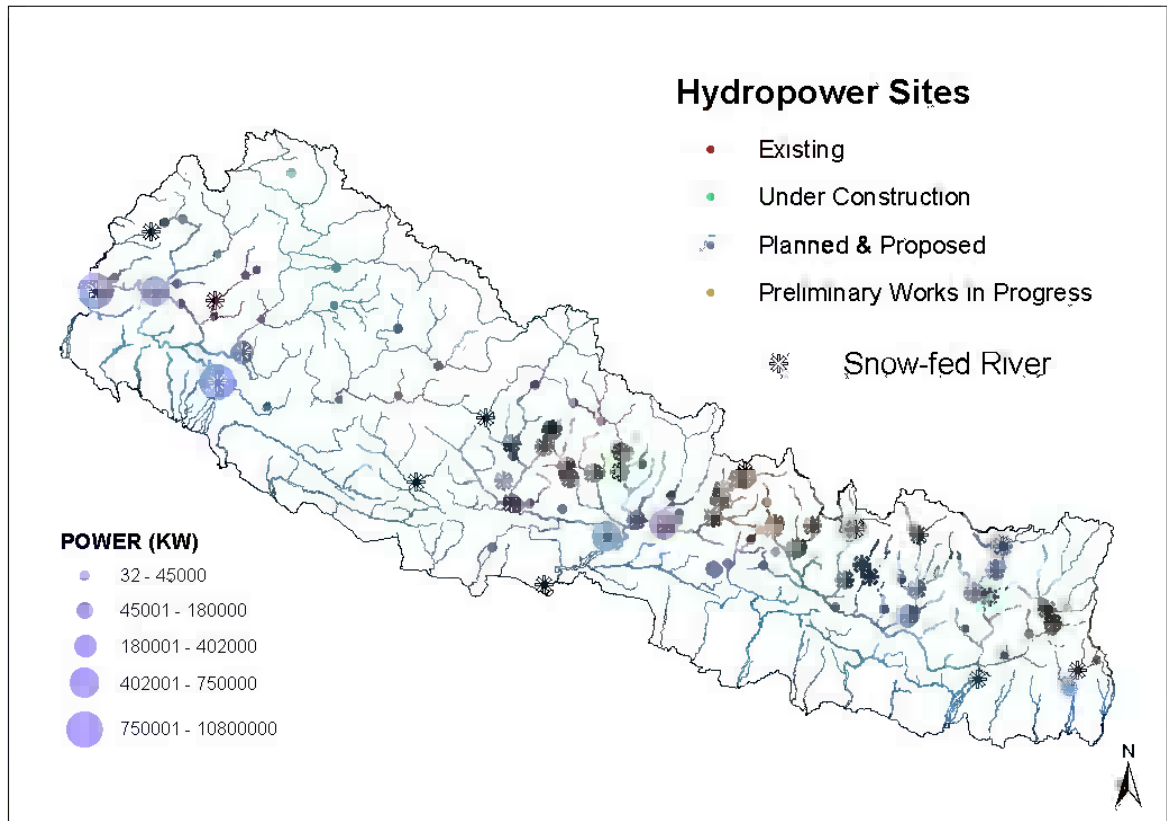 Hydropower Sites
Existing
Under Construction
Planned & Proposed
Preliminary Works in Progress
Snow-fed River
POWER (KW)
32 - 45000
45001 - 180000
180001 - 402000
402001 - 750000
750001 - 10800000
N